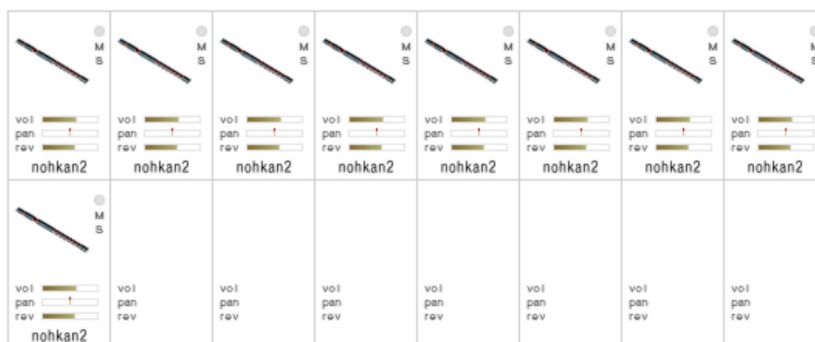 M M M M M M M M
S S S S S S S S
vol vol vol vol vol vol vol vol
pan pan pan pan pan pan pan pan
rev rev rev rev rev rev rev rev
nohkan2 nohkan2 nohkan2 nohkan2 nohkan2 nohkan2 nohkan2 nohkan2
M
S
vol vol vol vol vol vol vol vol
pan pan pan pan pan pan pan pan
rev rev rev rev rev rev rev rev
nohkan2